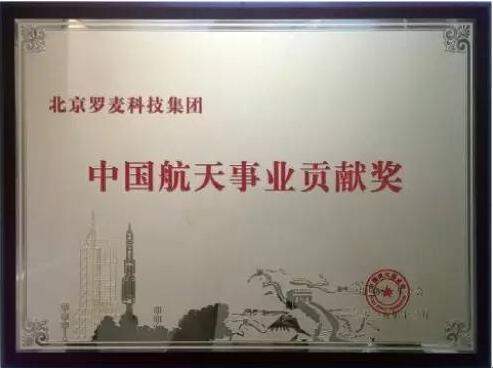 北京罗麦科技集团
中国航天事业贡献奖